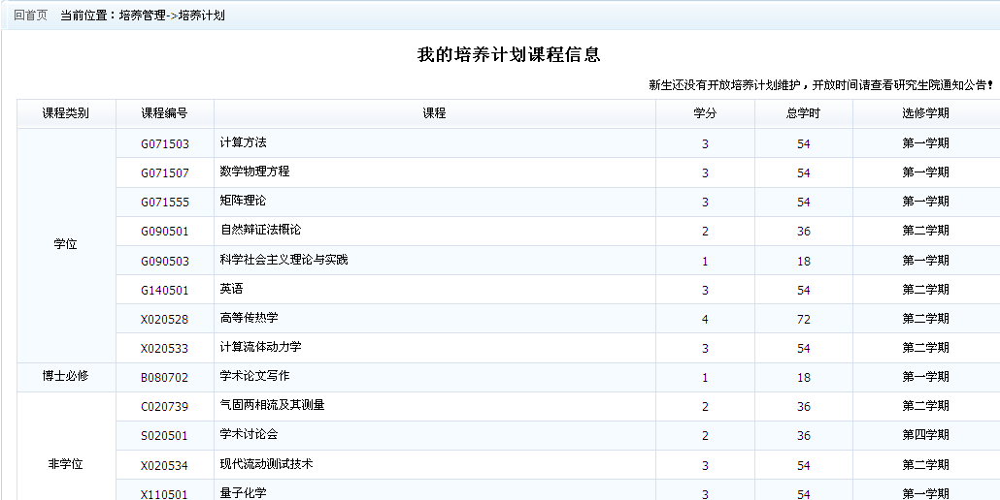 回首页 当前位置：培养管理->培养计划
我的培养计划课程信息
新生还没有开放培养计划维护，开放时间请查看研究生院通知公告！
课程类别 课程编号 课程 学分 总学时 选修学期
学位
G071503 计算方法 3 54 第一学期
G071507 数学物理方程 3 54 第一学期
G071555 矩阵理论 3 54 第一学期
G090501 自然辩证法概论 2 36 第二学期
G090503 科学社会主义理论与实践 1 18 第一学期
G140501 英语 3 54 第二学期
X020528 高等传热学 4 72 第二学期
X020533 计算流体动力学 3 54 第二学期
博士必修 B080702 学术论文写作 1 18 第一学期
非学位
C020739 气固两相流及其测量 2 36 第二学期
S020501 学术讨论会 2 36 第四学期
X020534 现代流动测试技术 3 54 第二学期
X110501 量子化学 3 54 第一学期